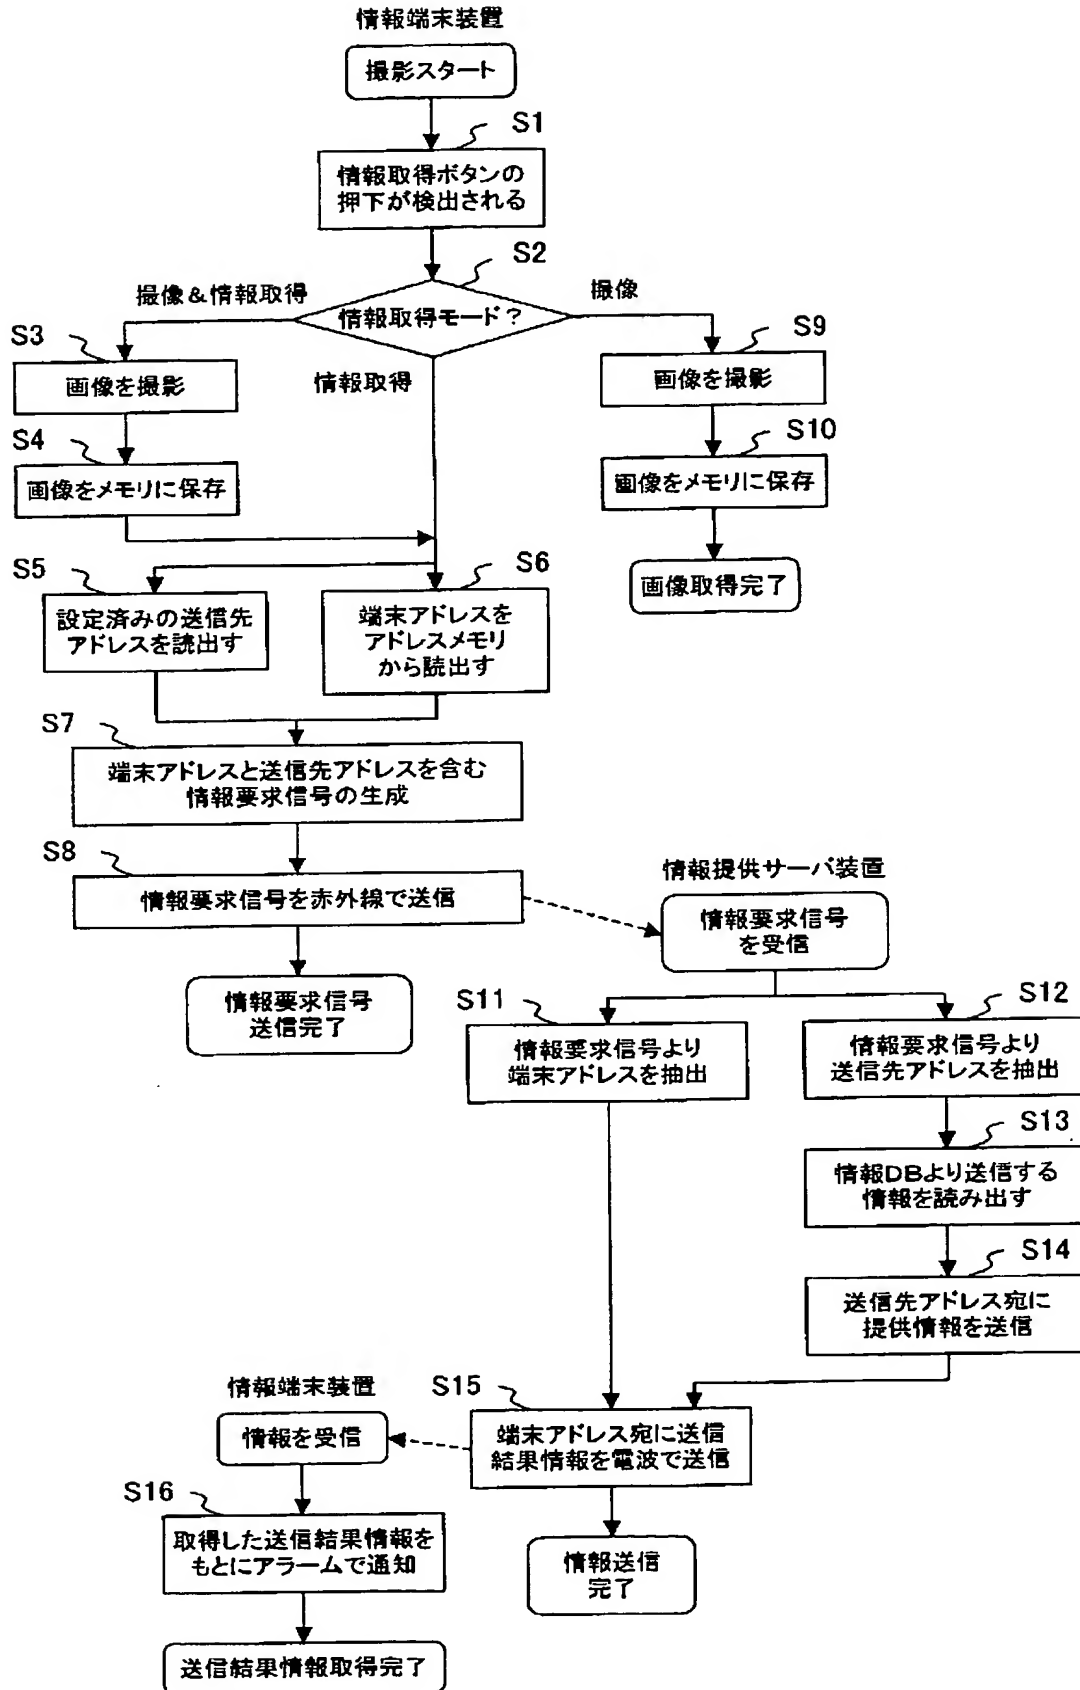 情報端末装置
撮影スタート
S1
情報取得ボタンの
押下が検出される
S2
撮像&情報取得
情報取得モード?
撮像
情報取得
S3
画像を撮影
S4
画像をメモリに保存
S9
画像を撮影
S10
画像をメモリに保存
画像取得完了
S5
設定済みの送信先
アドレスを読出す
S6
端末アドレスを
アドレスメモリ
から読出す
S7
端末アドレスと送信先アドレスを含む
情報要求信号の生成
S8
情報要求信号を赤外線で送信
情報要求信号
送信完了
情報提供サーバ装置
情報要求信号
を受信
S11
情報要求信号より
端末アドレスを抽出
S12
情報要求信号より
送信先アドレスを抽出
S13
情報DBより送信する
情報を読み出す
S14
送信先アドレス宛に
提供情報を送信
S15
端末アドレス宛に送信
結果情報を電波で送信
情報送信
完了
情報端末装置
情報を受信
S16
取得した送信結果情報を
もとにアラームで通知
送信結果情報取得完了